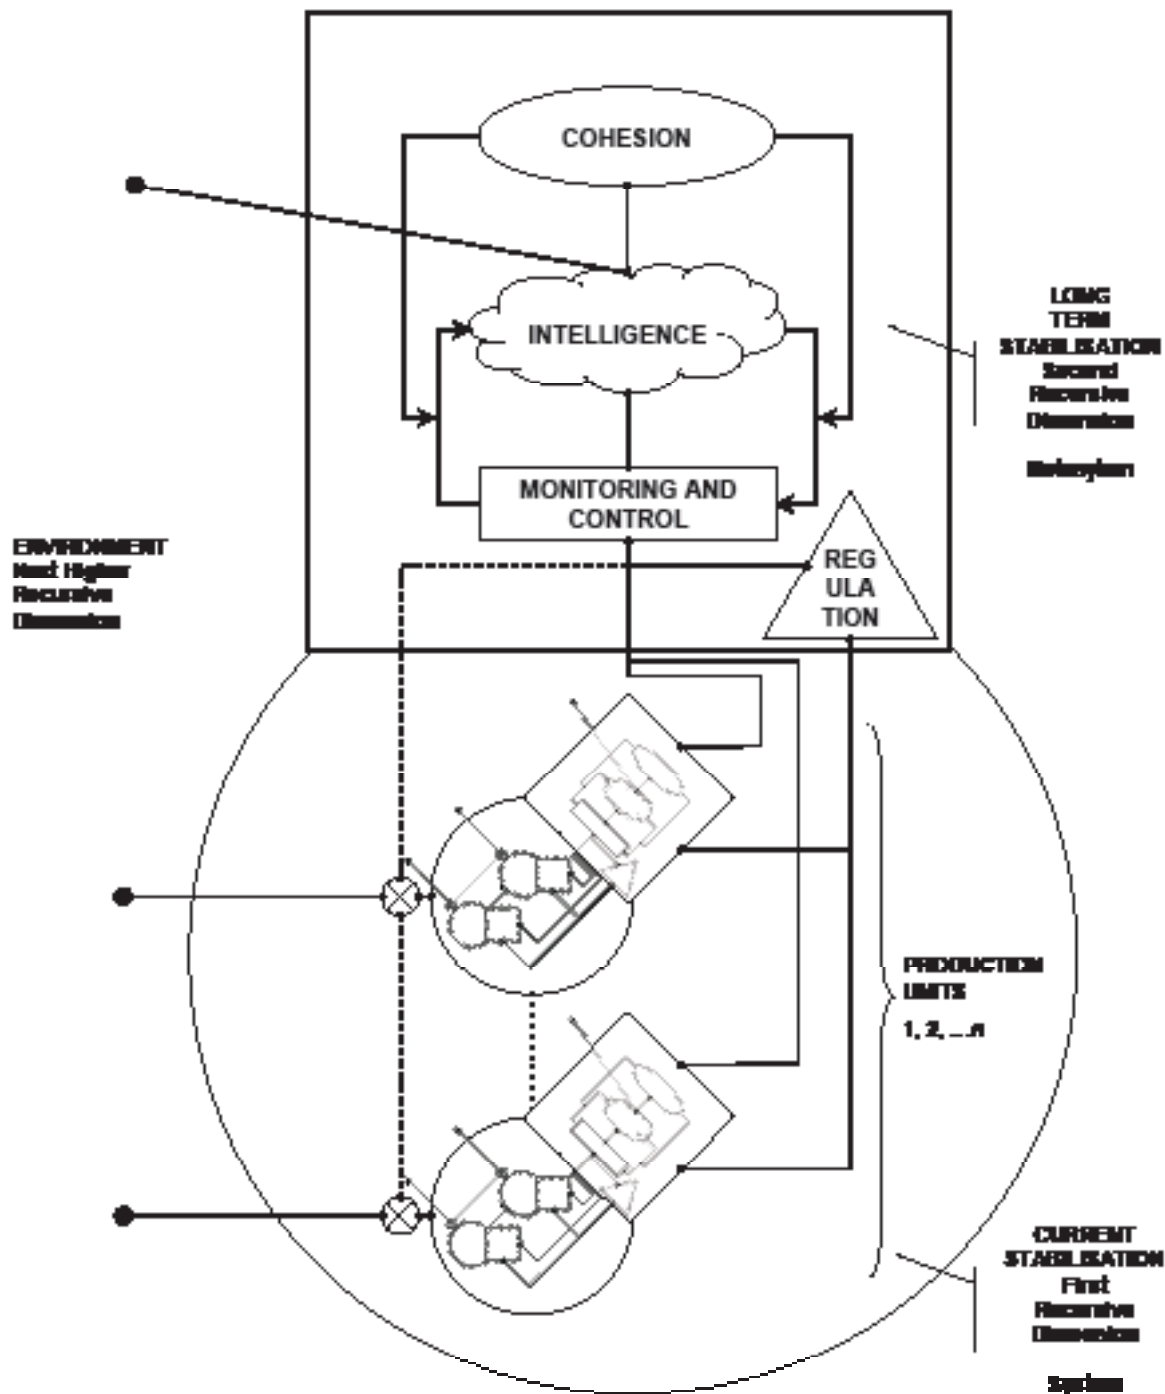 COHESION
INTELLIGENCE
MONITORING AND
CONTROL
REG
ULA
TION
LONG
TERM
STABILISATION
Second
Recursive
Dimension
ENVIRONMENT
Next Higher
Recursive
Dimension
PRODUCTION
UNITS
1, 2, ...n
CURRENT
STABILISATION
First
Recursive
Dimension
System